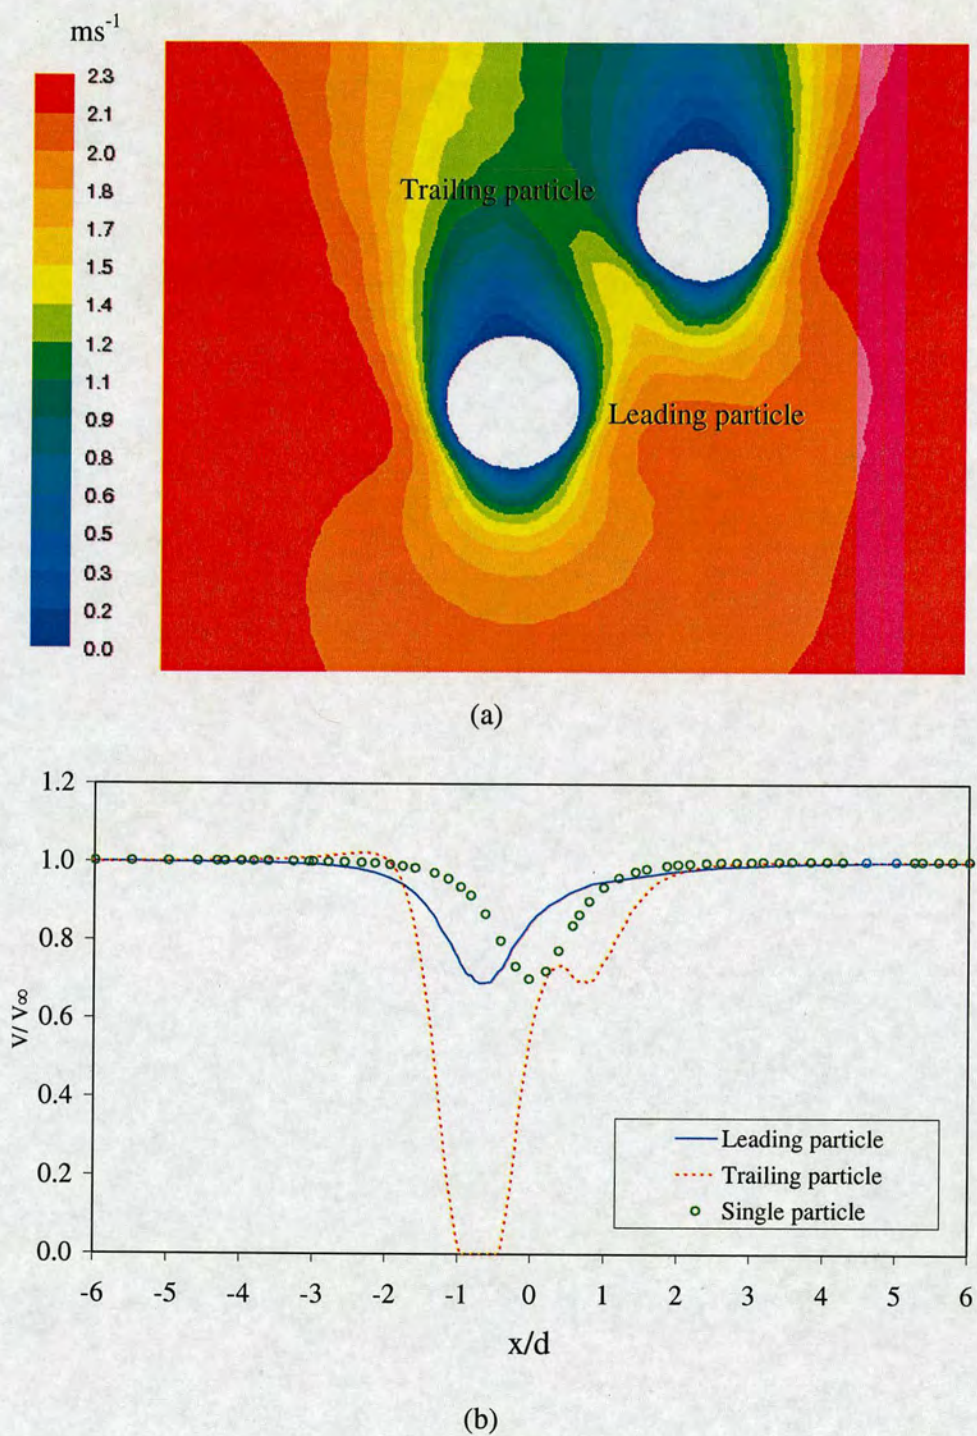 ms-1
2.3
2.1
2.0
1.8
1.7
1.5
1.4
1.2
1.1
0.9
0.8
0.6
0.5
0.3
0.2
0.0
Trailing particle
Leading particle
(a)
1.2
1.0
0.8
0.6
0.4
0.2
0.0
v/ v∞
-6 -5 -4 -3 -2 -1 0 1 2 3 4 5 6
x/d
Leading particle
Trailing particle
Single particle
(b)